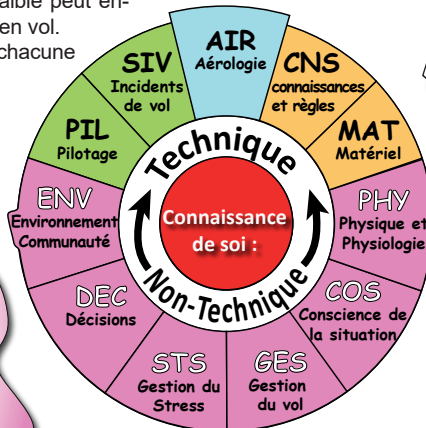 en vol.
chacune
AIR
Aérologie
CNS
connaissances
et règles
MAT
Matériel
PHY
Physique et
Physiologie
COS
Conscience de
la situation
GES
Gestion
du vol
STS
Gestion du
Stress
DEC
Décisions
ENV
Environnement
Communauté
PIL
Pilotage
SIV
Incidents
de vol
Technique
Connaissance
de soi :
Non-Technique